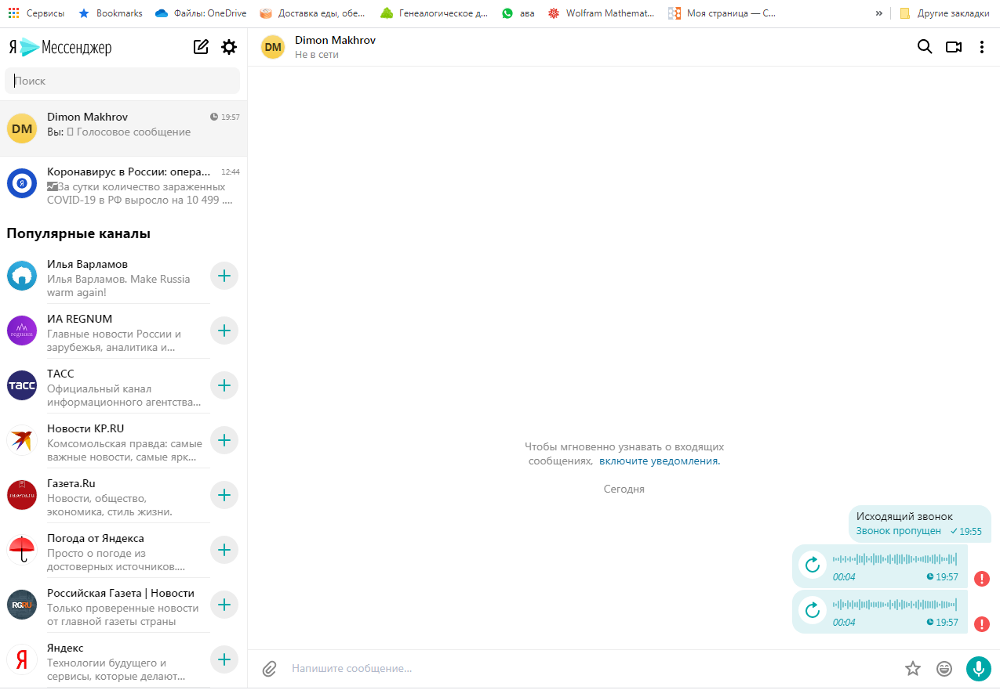 Сервисы
Bookmarks
Файлы: OneDrive
Доставка еды, обе...
Генеалогическое д...
ава
Wolfram Mathemat...
Моя страница — С...
»
Другие закладки
Я Мессенджер
Поиск
Dimon Makhrov
19:57
Вы: Голосовое сообщение
Коронавирус в России: опера...
12:44
За сутки количество зараженных
COVID-19 в РФ выросло на 10 499 ....
Популярные каналы
Илья Варламов
Илья Варламов. Make Russia
warm again!
ИА REGNUM
Главные новости России и
зарубежья, аналитика и...
ТАСС
Официальный канал
информационного агентства...
Новости KP.RU
Комсомольская правда: самые
важные новости, самые ярк...
Газета.Ru
Новости, общество,
экономика, стиль жизни.
Погода от Яндекса
Просто о погоде из
достоверных источников....
Российская Газета | Новости
Только проверенные новости
от главной газеты страны
Яндекс
Технологии будущего и
сервисы, которые делают...
DM
Я
regnum
ТАСС
газета.ru
RGRU
Я
DM
Dimon Makhrov
Не в сети
Чтобы мгновенно узнавать о входящих
сообщениях, включите уведомления.
Сегодня
Исходящий звонок
Звонок пропущен 19:55
00:04 19:57
!
00:04 19:57
!
Напишите сообщение...